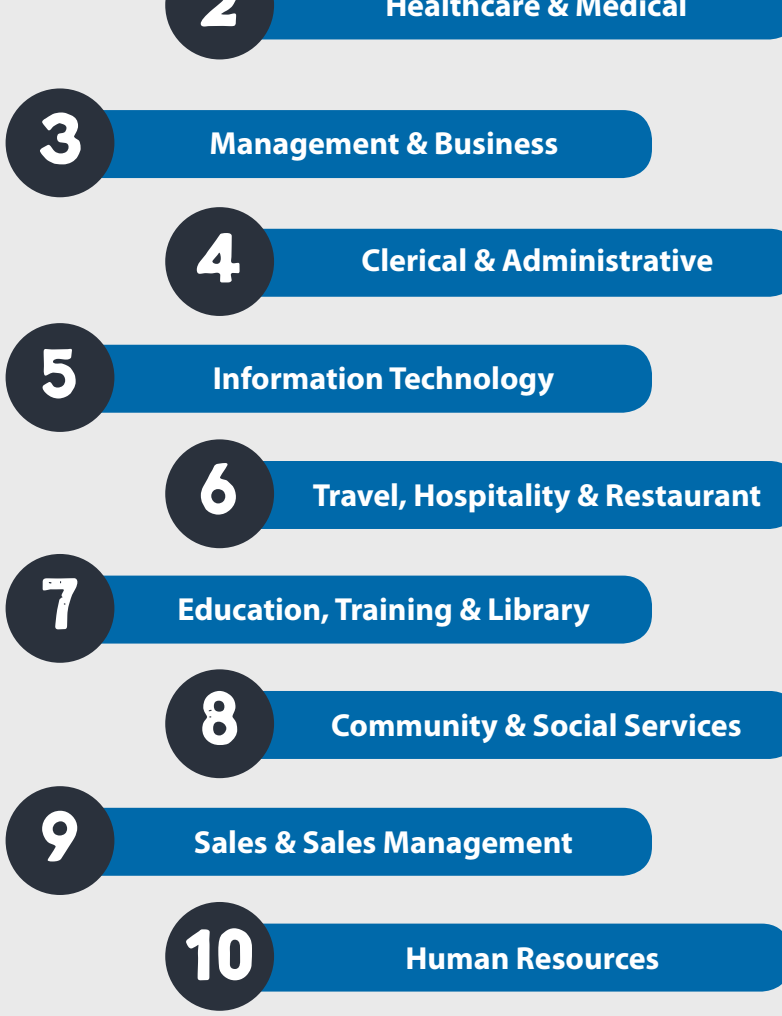 2
Healthcare & Medical
3
Management & Business
4
Clerical & Administrative
5
Information Technology
6
Travel, Hospitality & Restaurant
7
Education, Training & Library
8
Community & Social Services
9
Sales & Sales Management
10
Human Resources